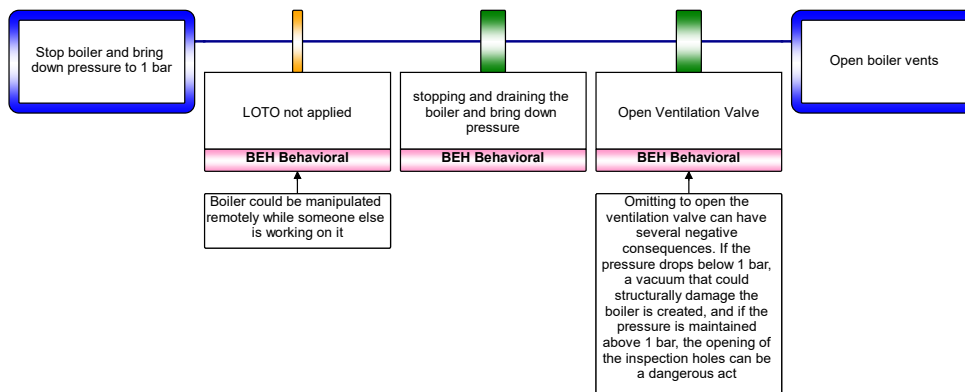 Stop boiler and bring
down pressure to 1 bar
LOTO not applied
BEH Behavioral
Boiler could be manipulated
remotely while someone else
is working on it
stopping and draining the
boiler and bring down
pressure
BEH Behavioral
Open Ventilation Valve
BEH Behavioral
Omitting to open the
ventilation valve can have
several negative
consequences. If the
pressure drops below 1 bar,
a vacuum that could
structurally damage the
boiler is created, and if the
pressure is maintained
above 1 bar, the opening of
the inspection holes can be
a dangerous act
Open boiler vents